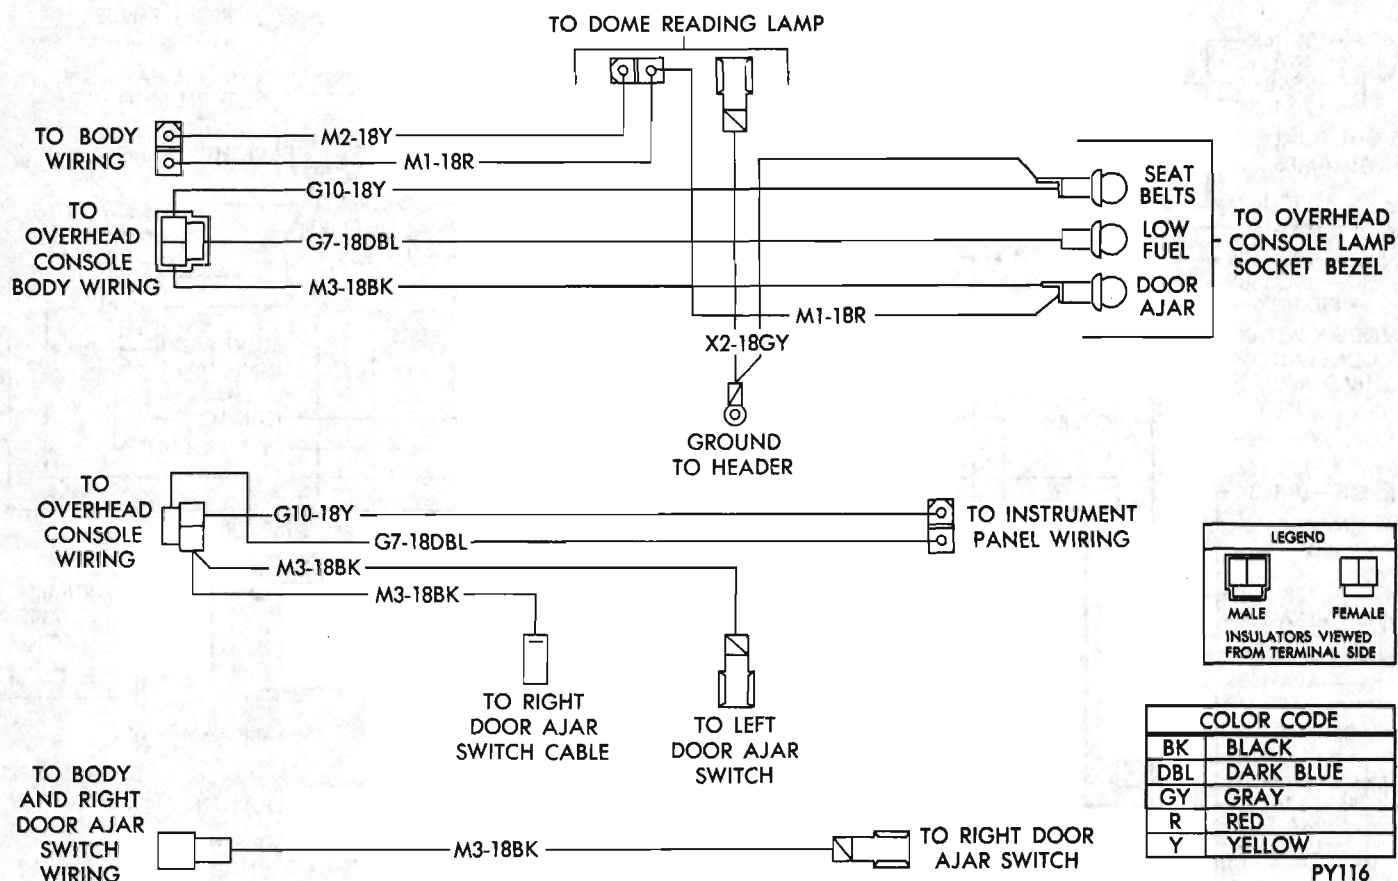 TO DOME READING LAMP
TO BODY
WIRING
M2-18Y
M1-18R
G10-18Y
TO
OVERHEAD
CONSOLE
BODY WIRING
G7-18DBL
M3-18BK
M1-18R
X2-18GY
SEAT
BELTS
LOW
FUEL
DOOR
AJAR
TO OVERHEAD
CONSOLE LAMP
SOCKET BEZEL
GROUND
TO HEADER
TO
OVERHEAD
CONSOLE
WIRING
G10-18Y
G7-18DBL
M3-18BK
M3-18BK
TO INSTRUMENT
PANEL WIRING
TO RIGHT
DOOR AJAR
SWITCH CABLE
TO LEFT
DOOR AJAR
SWITCH
LEGEND
MALE FEMALE
INSULATORS VIEWED
FROM TERMINAL SIDE
TO BODY
AND RIGHT
DOOR AJAR
SWITCH
WIRING
M3-18BK
TO RIGHT DOOR
AJAR SWITCH
COLOR CODE
BK BLACK
DBL DARK BLUE
GY GRAY
R RED
Y YELLOW
PY116